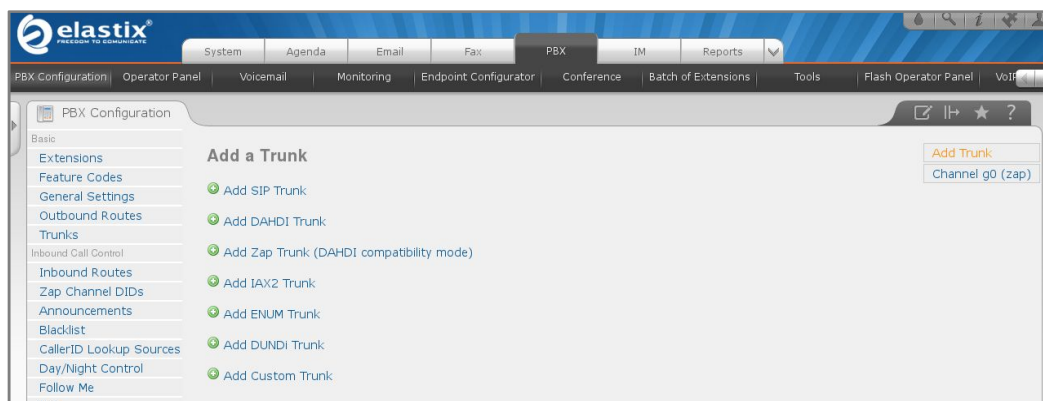 elastix®
FREEDOM TO COMUNICATE
System Agenda Email Fax PBX IM Reports
PBX Configuration Operator Panel Voicemail Monitoring Endpoint Configurator Conference Batch of Extensions Tools Flash Operator Panel VoIP
PBX Configuration
Basic
Extensions
Feature Codes
General Settings
Outbound Routes
Trunks
Inbound Call Control
Inbound Routes
Zap Channel DIDs
Announcements
Blacklist
CallerID Lookup Sources
Day/Night Control
Follow Me
Add a Trunk
Add SIP Trunk
Add DAHDI Trunk
Add Zap Trunk (DAHDI compatibility mode)
Add IAX2 Trunk
Add ENUM Trunk
Add DUNDi Trunk
Add Custom Trunk
Add Trunk
Channel g0 (zap)